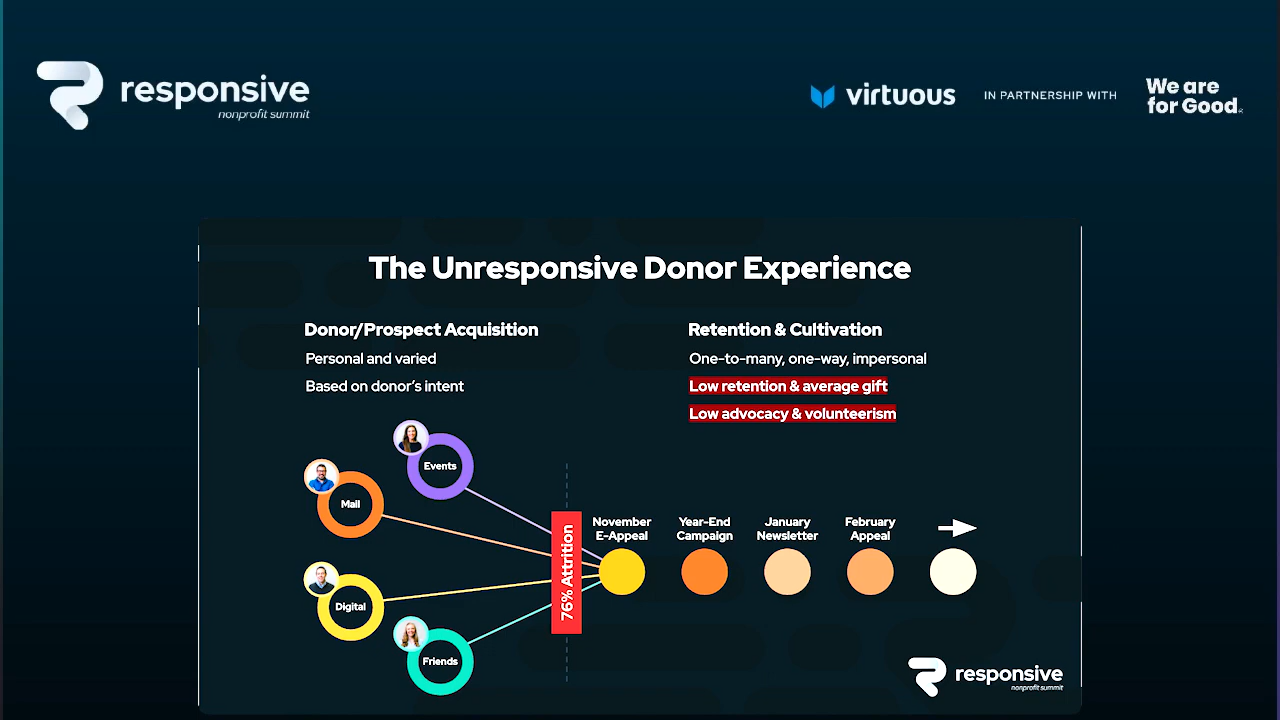 responsive
nonprofit summit
virtuous
IN PARTNERSHIP WITH
We are
for Good.
The Unresponsive Donor Experience
Donor/Prospect Acquisition
Personal and varied
Based on donor's intent
Retention & Cultivation
One-to-many, one-way, impersonal
Low retention & average gift
Low advocacy & volunteerism
Events
Mail
Digital
Friends
76% Attrition
November
E-Appeal
Year-End
Campaign
January
Newsletter
February
Appeal
responsive
nonprofit summit